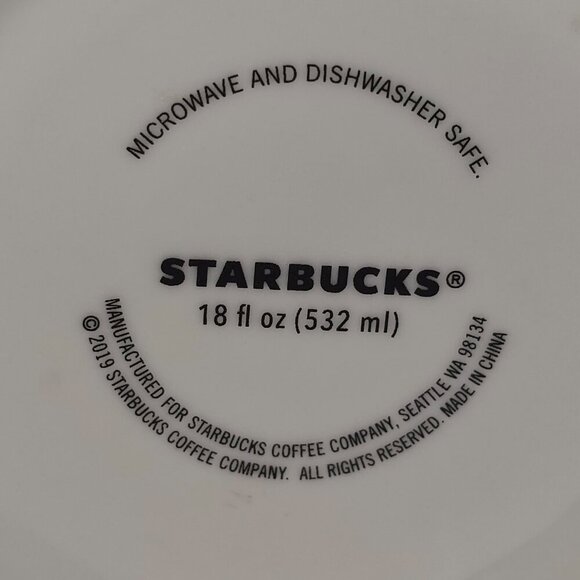 MICROWAVE AND DISHWASHER SAFE.
STARBUCKS®
18 fl oz (532 ml)
MANUFACTURED FOR STARBUCKS COFFEE COMPANY, SEATTLE WA 98134
© 2019 STARBUCKS COFFEE COMPANY. ALL RIGHTS RESERVED. MADE IN CHINA